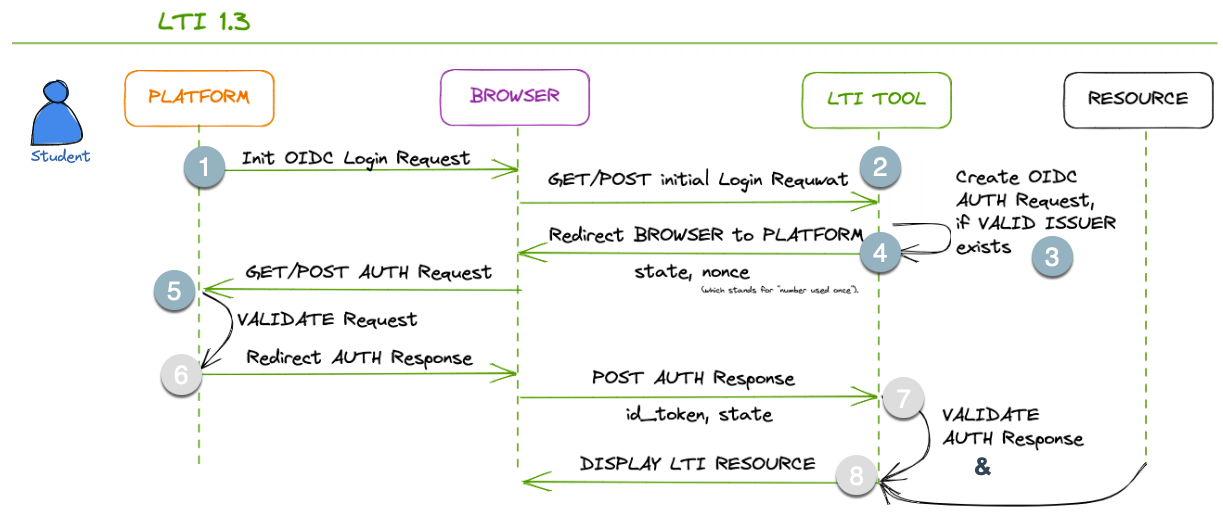 LTI 1.3
PLATFORM
BROWSER
LTI TOOL
RESOURCE
Student
1
Init OIDC Login Request
2
GET/POST initial Login Requwat
Create OIDC
AUTH Request,
if VALID ISSUER
exists
3
Redirect BROWSER to PLATFORM
4
state, nonce
(which stands for "number used once").
GET/POST AUTH Request
5
VALIDATE Request
6
Redirect AUTH Response
POST AUTH Response
7
id_token, state
VALIDATE
AUTH Response
&
DISPLAY LTI RESOURCE
8